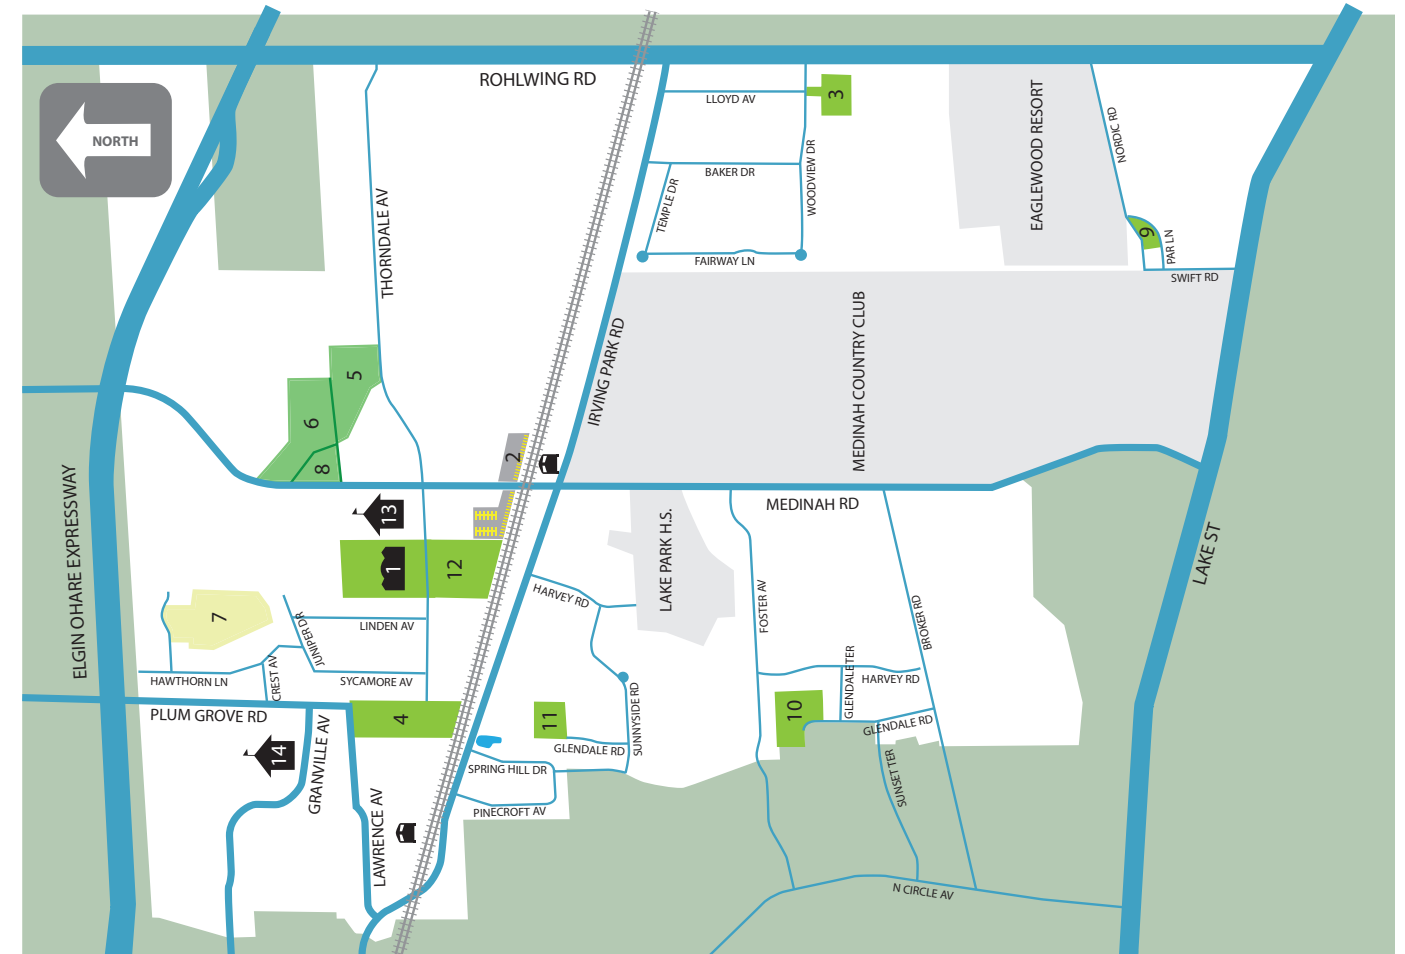 ROHLWING RD
LLOYD AV
3
NORTH
EAGLEWOOD RESORT
NORDIC RD
BAKER DR
WOODVIEW DR
TEMPLE DR
THORNDALE AV
FAIRWAY LN
9
PAR LN
SWIFT RD
IRVING PARK RD
MEDINAH COUNTRY CLUB
5
6
8
2
ELGIN OHARE EXPRESSWAY
MEDINAH RD
13
LAKE PARK H.S.
LAKE ST
1
12
HARVEY RD
FOSTER AV
BROKER RD
7
LINDEN AV
JUNIPER DR
HAWTHORN LN
CREST AV
SYCAMORE AV
GLENDALE TER
HARVEY RD
PLUM GROVE RD
4
11
SUNNYSIDE RD
10
GLENDALE RD
GLENDALE RD
14
GRANVILLE AV
SPRING HILL DR
SUNSET TER
PINECROFT AV
LAWRENCE AV
N CIRCLE AV